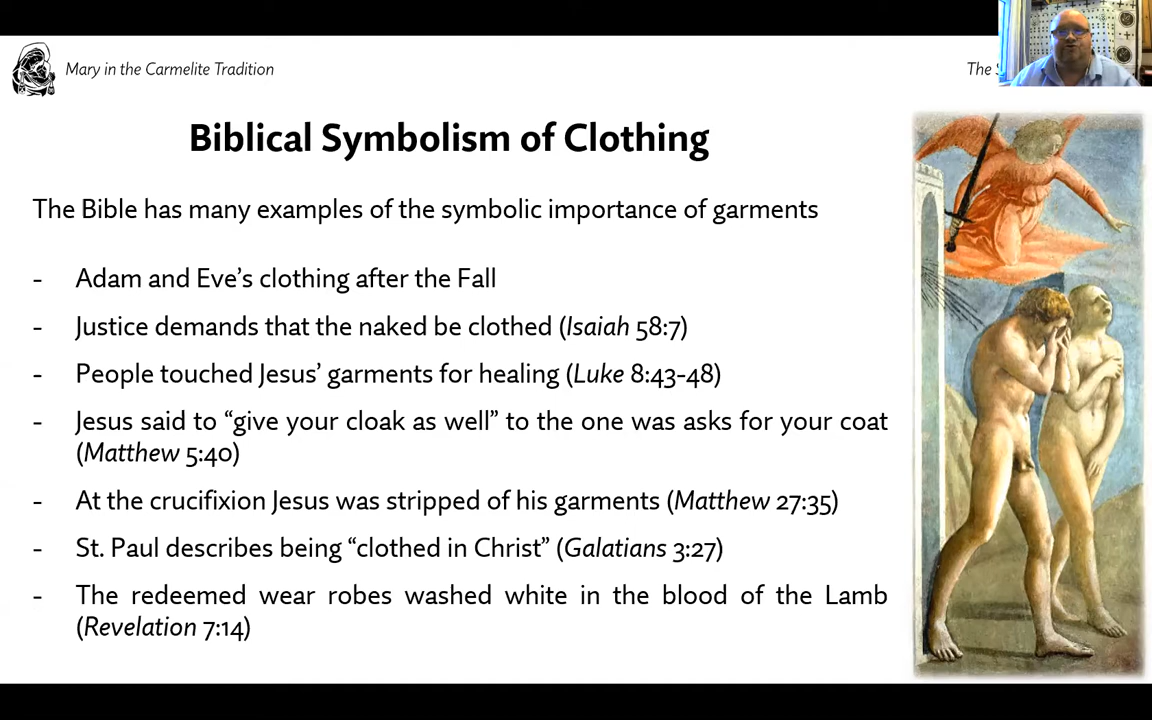 Mary in the Carmelite Tradition
The
Biblical Symbolism of Clothing
The Bible has many examples of the symbolic importance of garments
- Adam and Eve's clothing after the Fall
- Justice demands that the naked be clothed (Isaiah 58:7)
- People touched Jesus' garments for healing (Luke 8:43-48)
- Jesus said to “give your cloak as well” to the one was asks for your coat
(Matthew 5:40)
- At the crucifixion Jesus was stripped of his garments (Matthew 27:35)
- St. Paul describes being “clothed in Christ” (Galatians 3:27)
- The redeemed wear robes washed white in the blood of the Lamb
(Revelation 7:14)